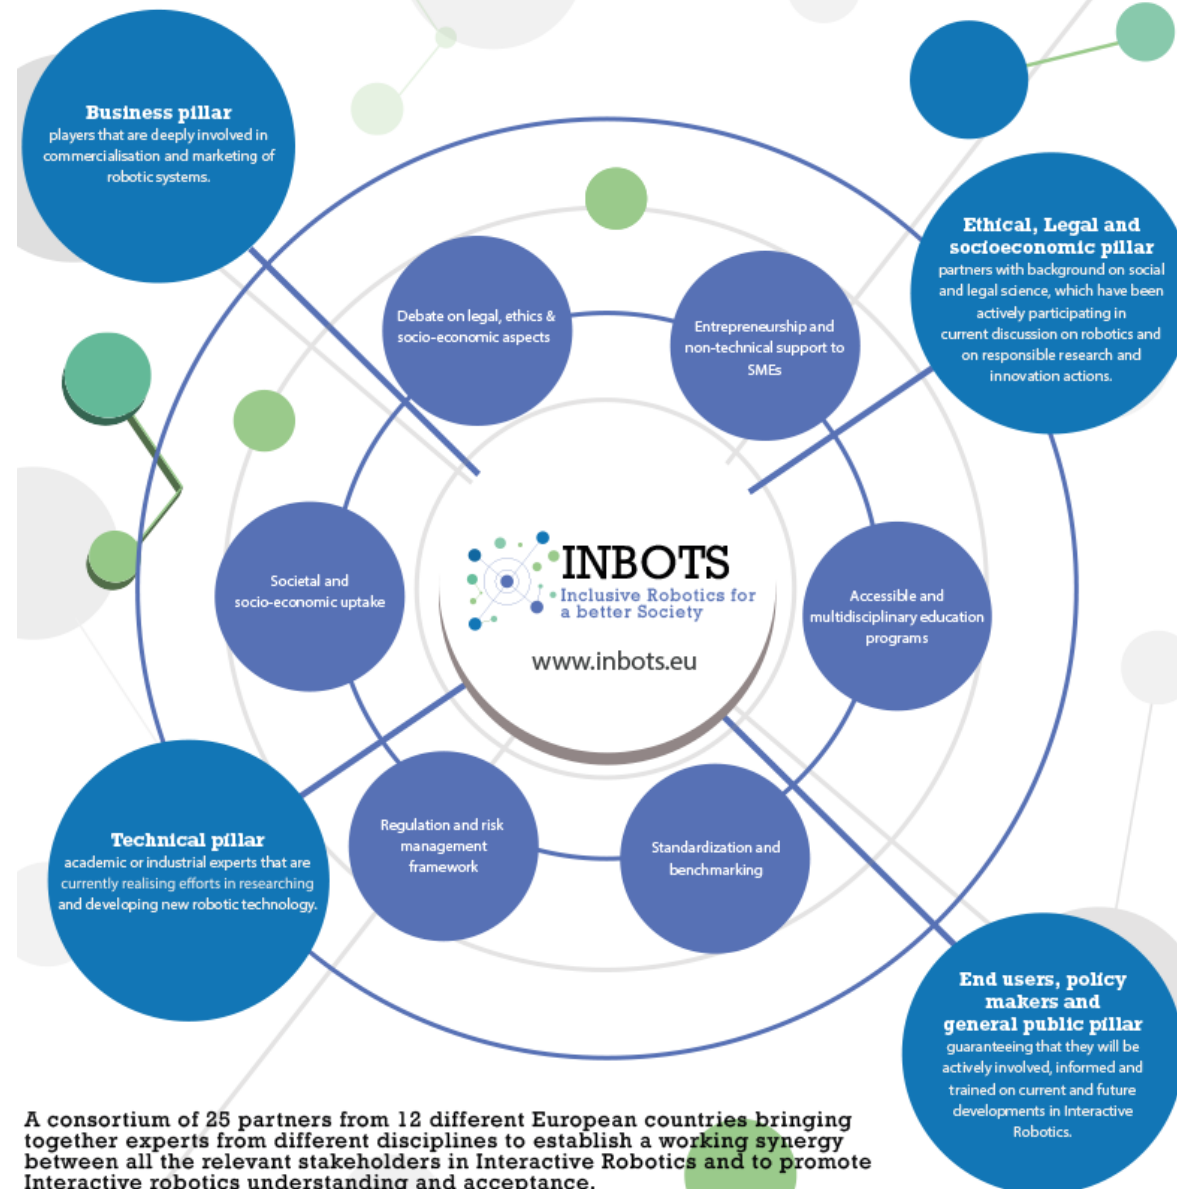 Business pillar
players that are deeply involved in
commercialisation and marketing of
robotic systems.
Ethical, Legal and
socioeconomic pillar
partners with background on social
and legal science, which have been
actively participating in
current discussion on robotics and
on responsible research and
innovation actions.
Debate on legal, ethics &
socio-economic aspects
Entrepreneurship and
non-technical support to
SMEs
Societal and
socio-economic uptake
INBOTS
Inclusive Robotics for
a better Society
www.inbots.eu
Accessible and
multidisciplinary education
programs
Regulation and risk
management
framework
Standardization and
benchmarking
Technical pillar
academic or industrial experts that are
currently realising efforts in researching
and developing new robotic technology.
End users, policy
makers and
general public pillar
guaranteeing that they will be
actively involved, informed and
trained on current and future
developments in Interactive
Robotics.
A consortium of 25 partners from 12 different European countries bringing
together experts from different disciplines to establish a working synergy
between all the relevant stakeholders in Interactive Robotics and to promote
Interactive robotics understanding and acceptance.